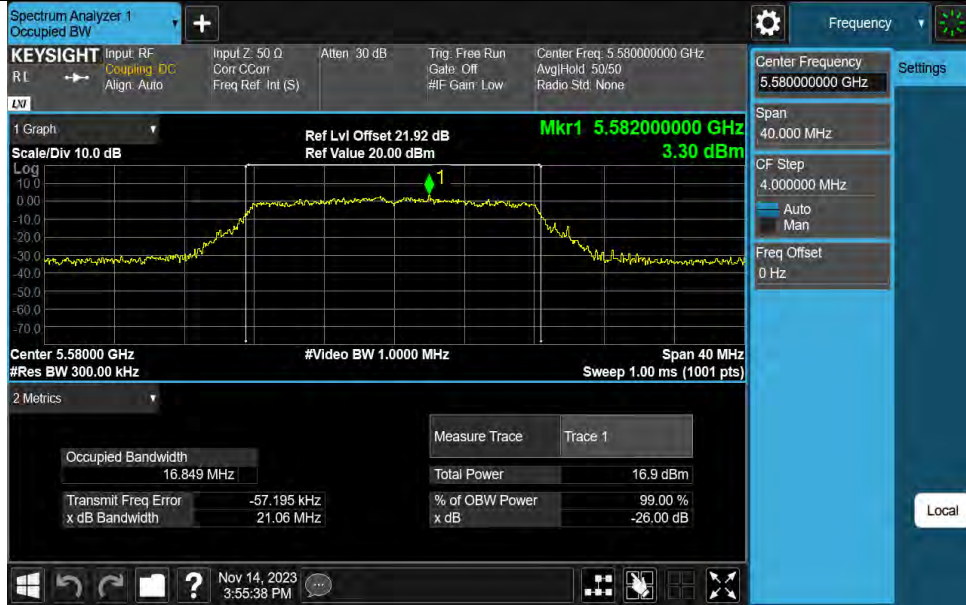 Spectrum Analyzer 1
Occupied BW
+
Frequency
KEYSIGHT
RL
LXI
Input: RF
Coupling: DC
Align: Auto
Input Z: 50 Ω
Corr CCorr
Freq Ref: Int (S)
Atten: 30 dB
Trig: Free Run
Gate: Off
#IF Gain: Low
Center Freq: 5.580000000 GHz
Avg|Hold: 50/50
Radio Std: None
1 Graph
Scale/Div 10.0 dB
Ref Lvl Offset 21.92 dB
Ref Value 20.00 dBm
Mkr1 5.582000000 GHz
3.30 dBm
Log
10.0
0.00
-10.0
-20.0
-30.0
-40.0
-50.0
-60.0
-70.0
1
Center 5.58000 GHz
#Res BW 300.00 kHz
#Video BW 1.0000 MHz
Span 40 MHz
Sweep 1.00 ms (1001 pts)
2 Metrics
Occupied Bandwidth
16.849 MHz
Transmit Freq Error -57.195 kHz
x dB Bandwidth 21.06 MHz
Measure Trace Trace 1
Total Power 16.9 dBm
% of OBW Power 99.00 %
x dB -26.00 dB
Center Frequency
5.580000000 GHz
Span
40.000 MHz
CF Step
4.000000 MHz
Auto
Man
Freq Offset
0 Hz
Settings
Local
?
Nov 14, 2023
3:55:38 PM